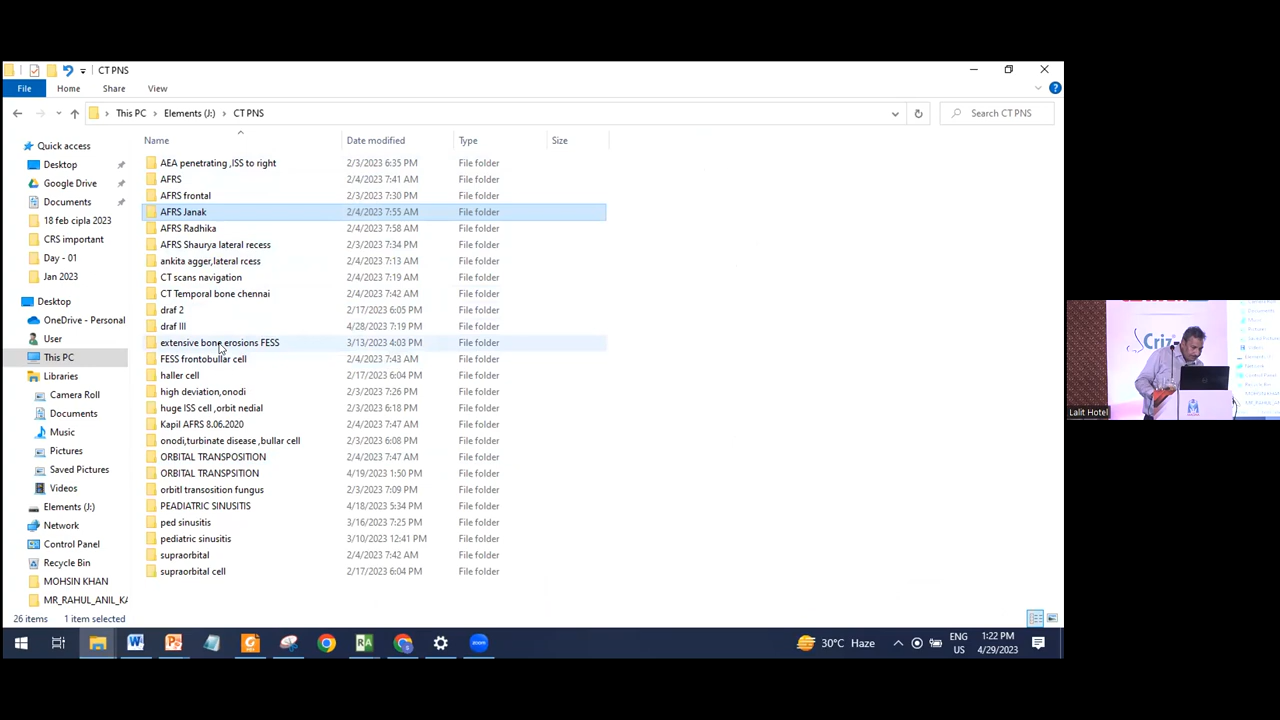 CT PNS
File Home Share View
This PC Elements (J:) CT PNS Search CT PNS
Name Date modified Type Size
Quick access
Desktop
Google Drive
Documents
18 feb cipla 2023
CRS important
Day - 01
Jan 2023
Desktop
OneDrive - Personal
User
This PC
Libraries
Camera Roll
Documents
Music
Pictures
Saved Pictures
Videos
Elements (J:)
Network
Control Panel
Recycle Bin
MOHSIN KHAN
MR_RAHUL_ANIL_KA
AEA penetrating ,ISS to right 2/3/2023 6:35 PM File folder
AFRS 2/4/2023 7:41 AM File folder
AFRS frontal 2/3/2023 7:30 PM File folder
AFRS Janak 2/4/2023 7:55 AM File folder
AFRS Radhika 2/4/2023 7:58 AM File folder
AFRS Shaurya lateral recess 2/3/2023 7:34 PM File folder
ankita agger,lateral rcess 2/4/2023 7:13 AM File folder
CT scans navigation 2/4/2023 7:19 AM File folder
CT Temporal bone chennai 2/4/2023 7:42 AM File folder
draf 2 2/17/2023 6:05 PM File folder
draf III 4/28/2023 7:19 PM File folder
extensive bone erosions FESS 3/13/2023 4:03 PM File folder
FESS frontobullar cell 2/4/2023 7:43 AM File folder
haller cell 2/17/2023 6:04 PM File folder
high deviation,onodi 2/3/2023 7:26 PM File folder
huge ISS cell ,orbit nedial 2/3/2023 6:18 PM File folder
Kapil AFRS 8.06.2020 2/4/2023 7:47 AM File folder
onodi,turbinate disease ,bullar cell 2/3/2023 6:08 PM File folder
ORBITAL TRANSPOSITION 2/4/2023 7:47 AM File folder
ORBITAL TRANSPSITION 4/19/2023 1:50 PM File folder
orbitl transosition fungus 2/3/2023 7:09 PM File folder
PEADIATRIC SINUSITIS 4/18/2023 5:34 PM File folder
ped sinusitis 3/16/2023 7:25 PM File folder
pediatric sinusitis 3/10/2023 12:41 PM File folder
supraorbital 2/4/2023 7:42 AM File folder
supraorbital cell 2/17/2023 6:04 PM File folder
26 items 1 item selected
30°C Haze ENG US 1:22 PM 4/29/2023
Lalit Hotel